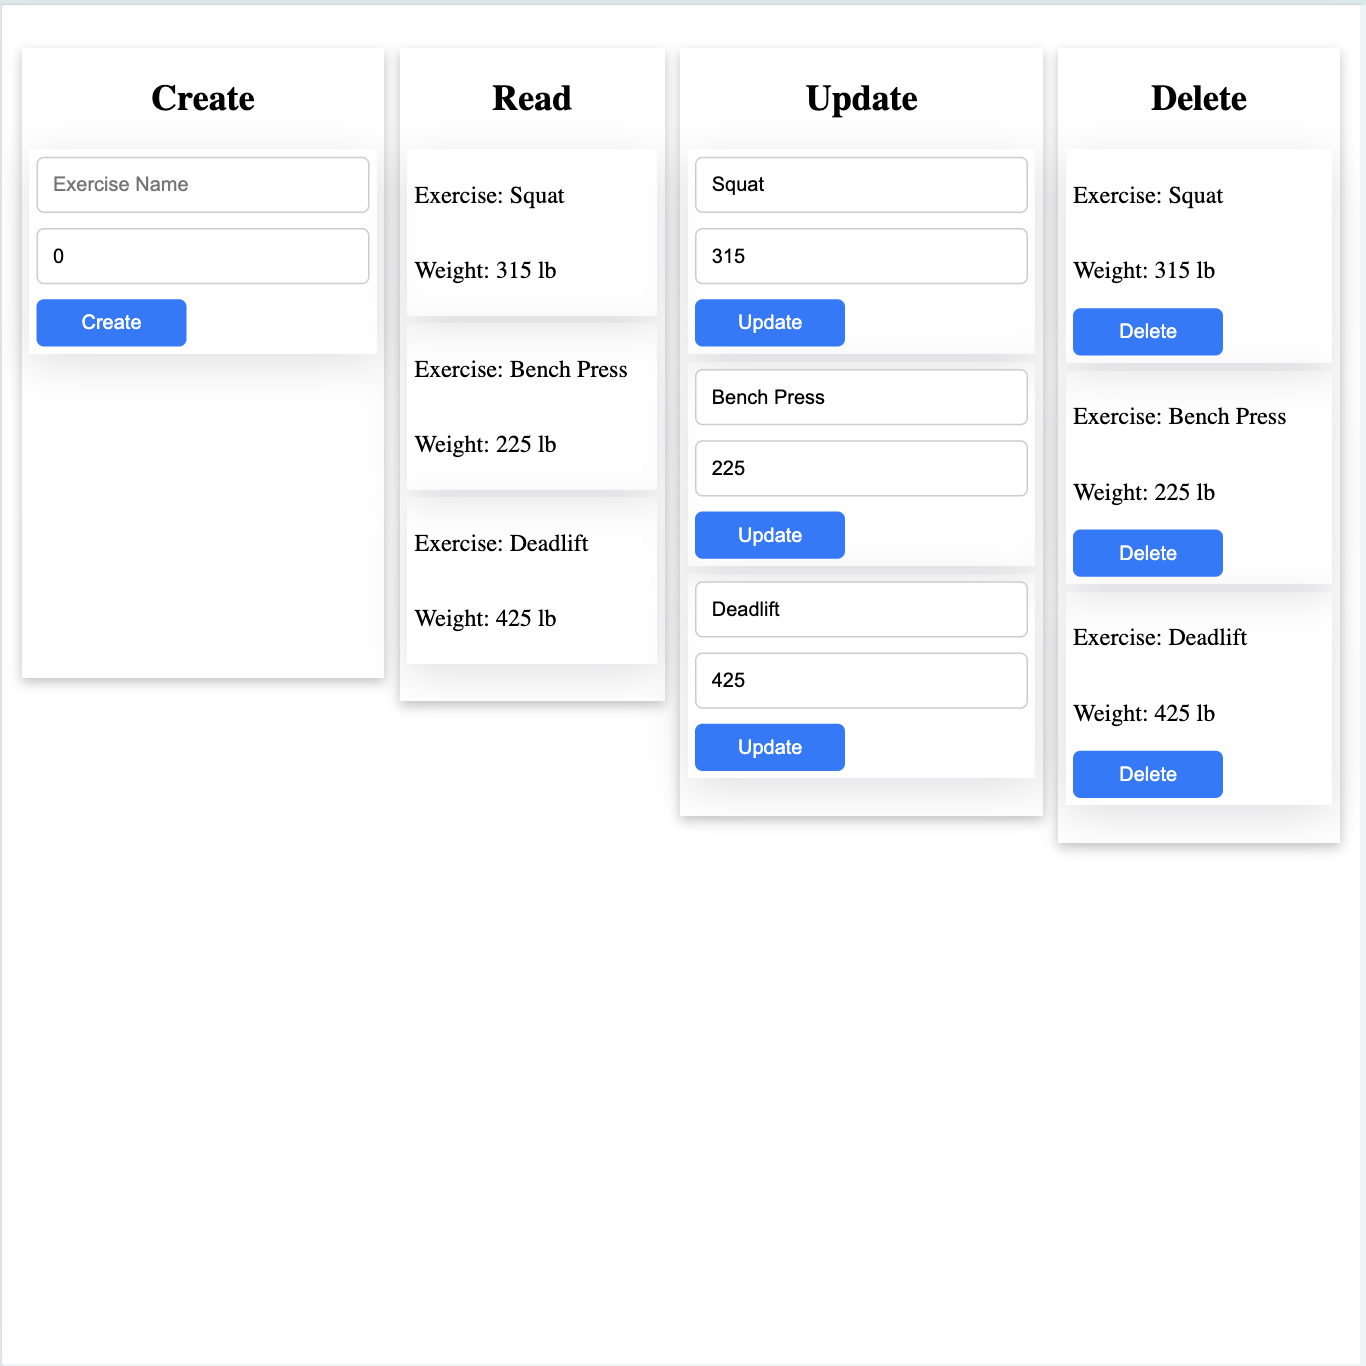 Create
Exercise Name
0
Create
Read
Exercise: Squat
Weight: 315 lb
Exercise: Bench Press
Weight: 225 lb
Exercise: Deadlift
Weight: 425 lb
Update
Squat
315
Update
Bench Press
225
Update
Deadlift
425
Update
Delete
Exercise: Squat
Weight: 315 lb
Delete
Exercise: Bench Press
Weight: 225 lb
Delete
Exercise: Deadlift
Weight: 425 lb
Delete